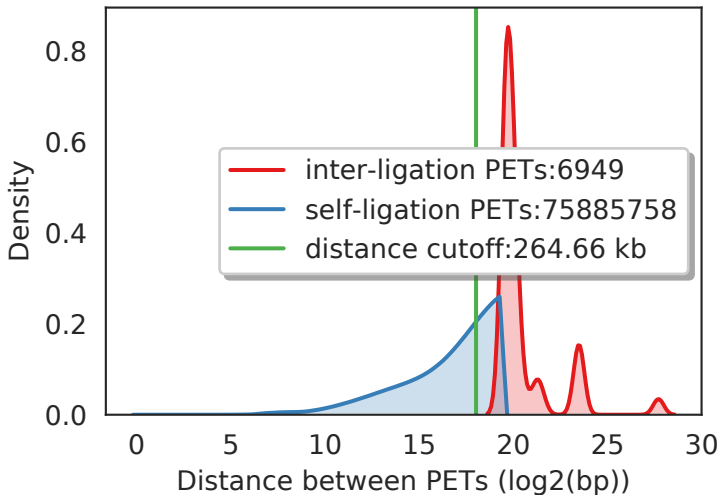 0.8
0.6
0.4
0.2
0.0
Density
inter-ligation PETs:6949
self-ligation PETs:75885758
distance cutoff:264.66 kb
0 5 10 15 20 25 30
Distance between PETs (log2(bp))